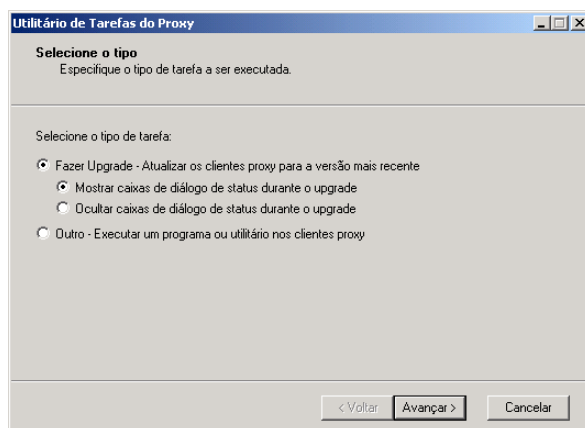 Utilitário de Tarefas do Proxy
Selecione o tipo
Especifique o tipo de tarefa a ser executada.
Selecione o tipo de tarefa:
Fazer Upgrade - Atualizar os clientes proxy para a versão mais recente
Mostrar caixas de diálogo de status durante o upgrade
Ocultar caixas de diálogo de status durante o upgrade
Outro - Executar um programa ou utilitário nos clientes proxy
< Voltar Avançar > Cancelar